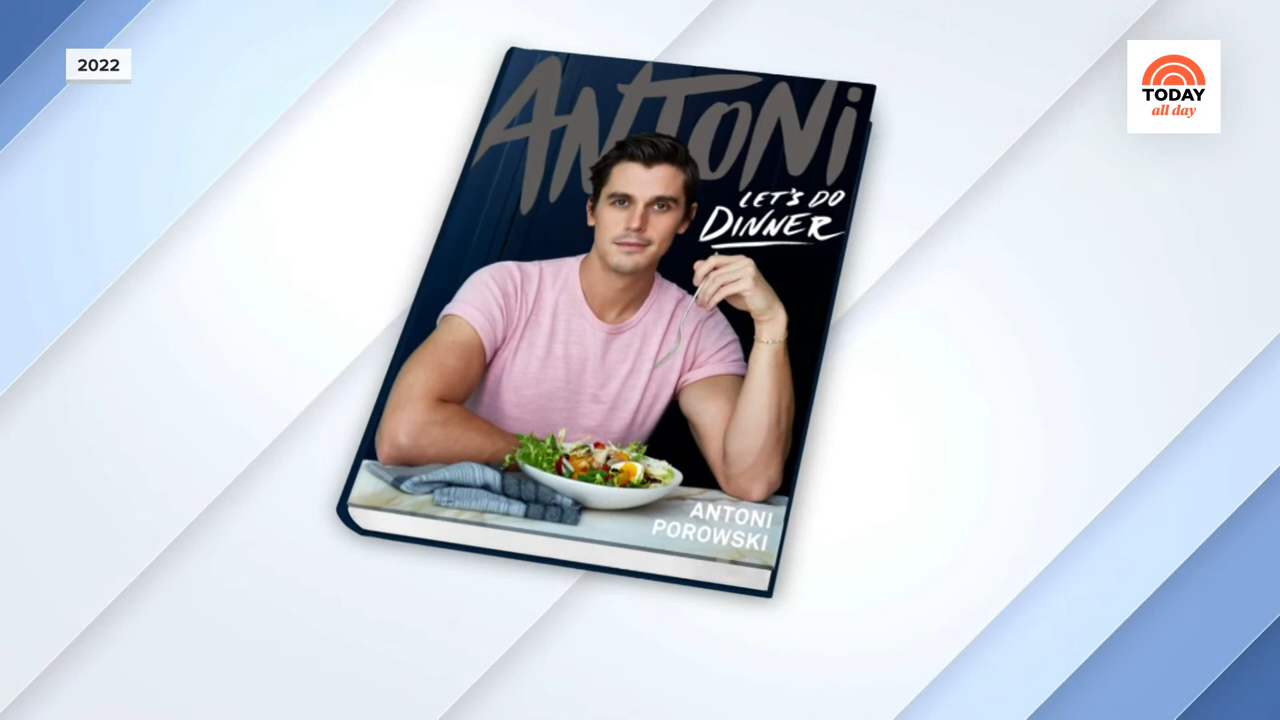 2022
TODAY
all day
ANTONI
LET'S DO
DINNER
ANTONI
POROWSKI